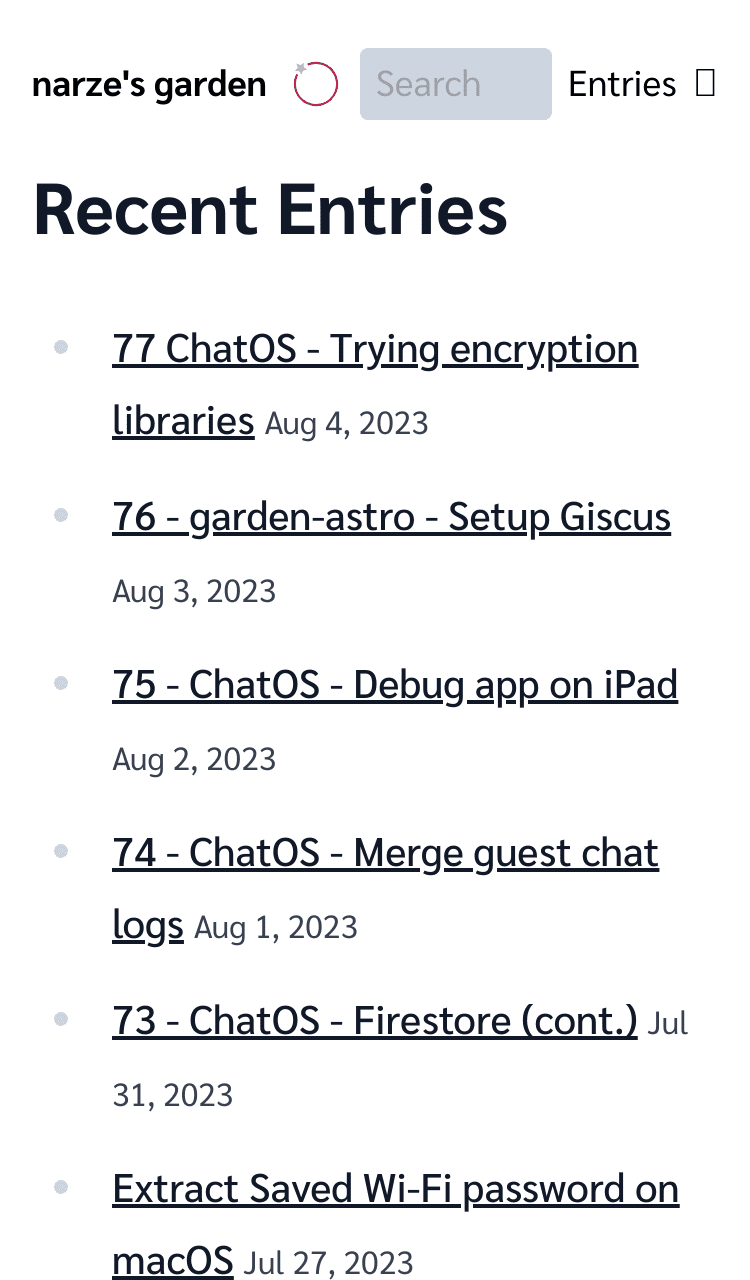 narze's garden Search Entries
Recent Entries
77 ChatOS - Trying encryption
libraries Aug 4, 2023
76 - garden-astro - Setup Giscus
Aug 3, 2023
75 - ChatOS - Debug app on iPad
Aug 2, 2023
74 - ChatOS - Merge guest chat
logs Aug 1, 2023
73 - ChatOS - Firestore (cont.) Jul
31, 2023
Extract Saved Wi-Fi password on
macOS Jul 27, 2023